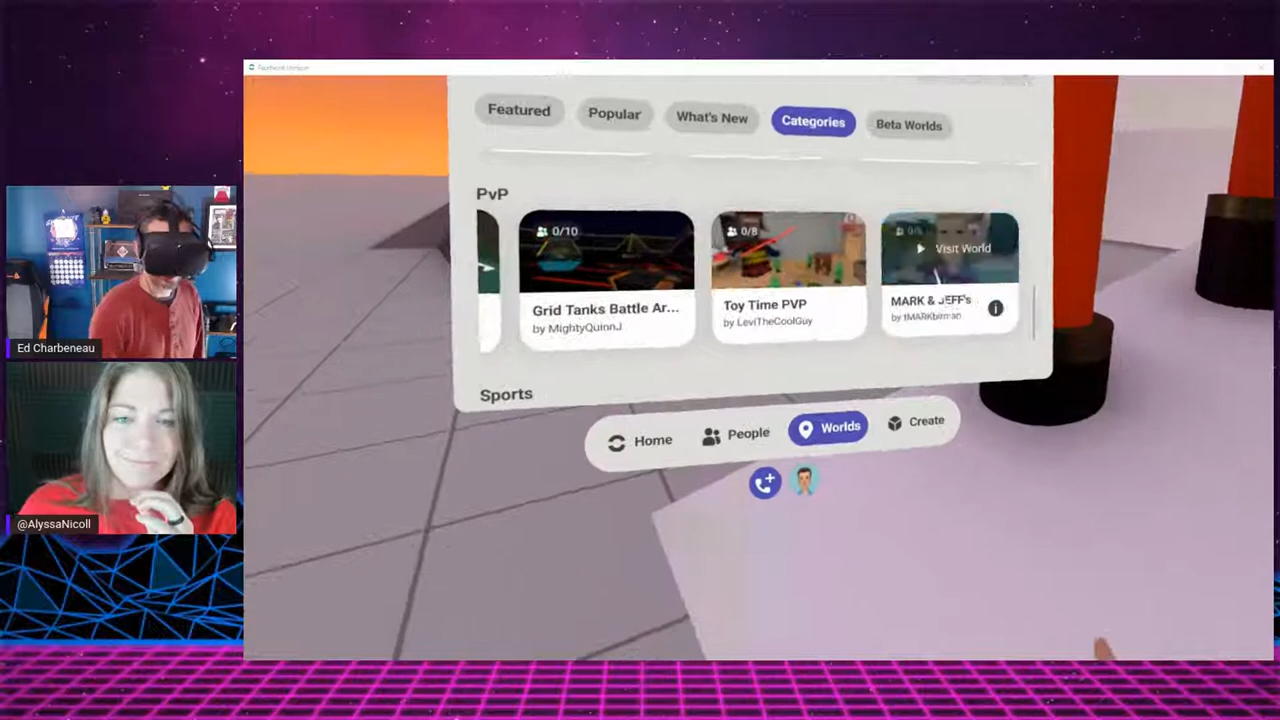 Featured
Popular
What's New
Categories
Beta Worlds
PvP
0/10
0/8
Visit World
Grid Tanks Battle Ar...
by MightyQuinnJ
Toy Time PVP
by LeviTheCoolGuy
MARK & JEFF's
Sports
Home
People
Worlds
Create
Ed Charbeneau
@AlyssaNicoll